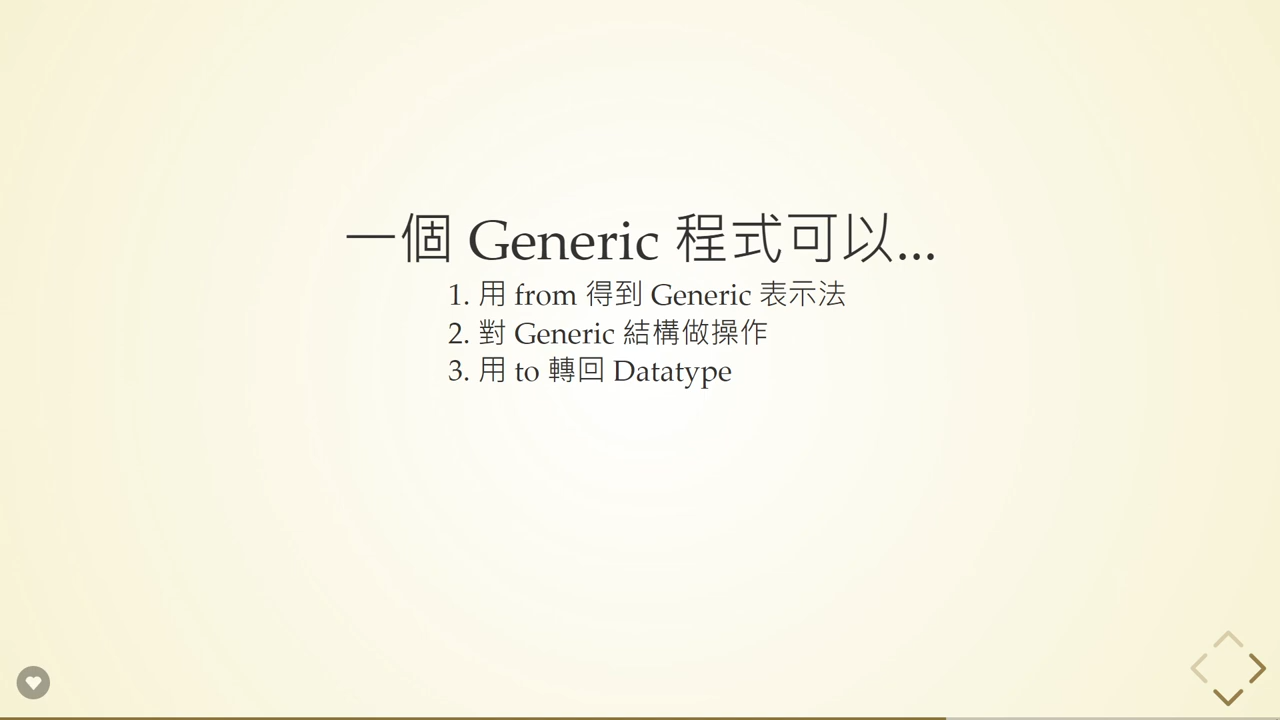 一個 Generic 程式可以...
1. 用 from 得到 Generic 表示法
2. 對 Generic 結構做操作
3. 用 to 轉回 Datatype